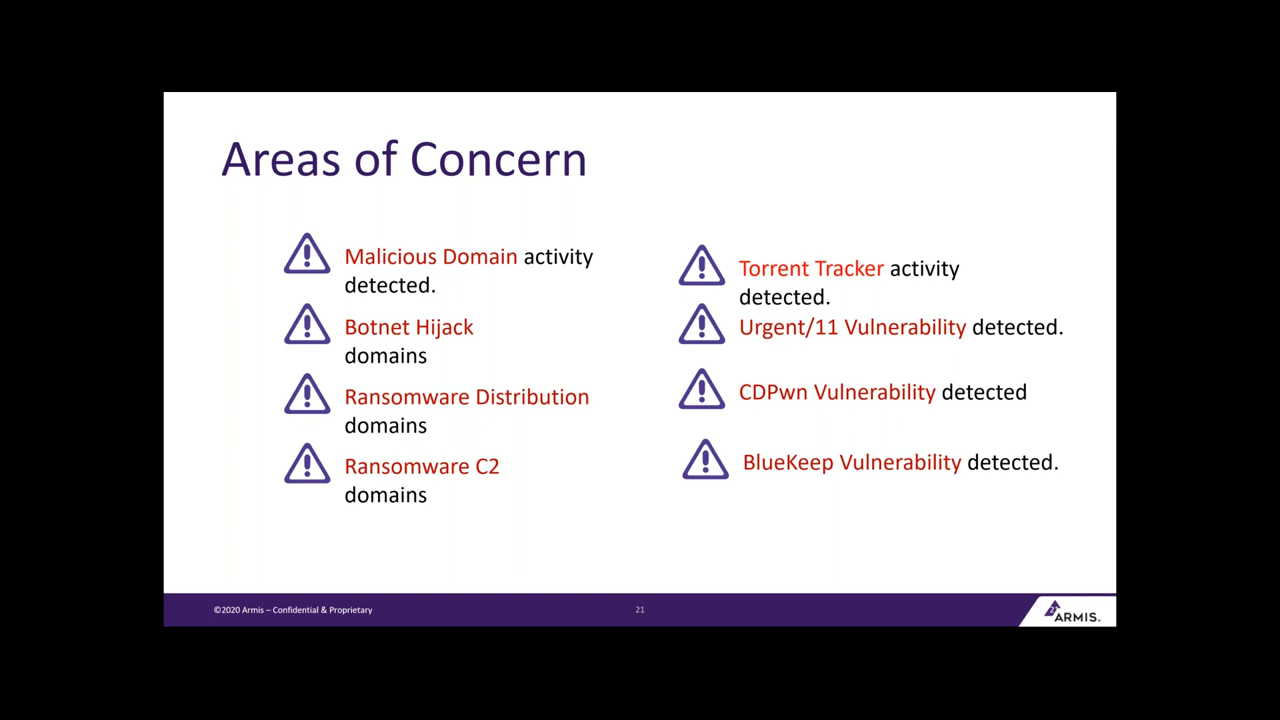 Areas of Concern
Malicious Domain activity
detected.
Botnet Hijack
domains
Ransomware Distribution
domains
Ransomware C2
domains
Torrent Tracker activity
detected.
Urgent/11 Vulnerability detected.
CDPwn Vulnerability detected
BlueKeep Vulnerability detected.
©2020 Armis – Confidential & Proprietary
21
ARMIS.